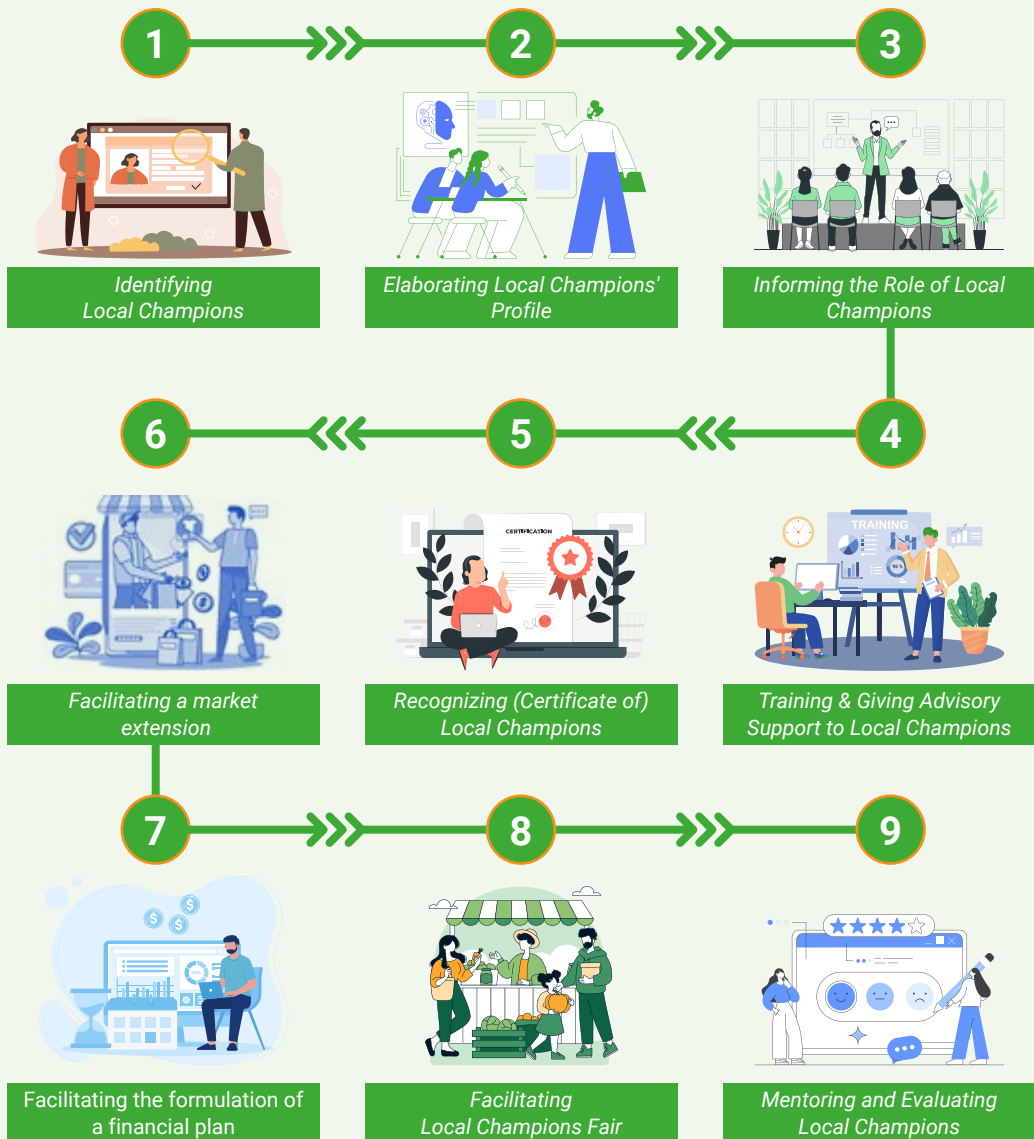 1
2
3
Identifying
Local Champions
Elaborating Local Champions'
Profile
Informing the Role of Local
Champions
6
5
4
CERTIFICATION
TRAINING
Facilitating a market
extension
Recognizing (Certificate of)
Local Champions
Training & Giving Advisory
Support to Local Champions
7
8
9
Facilitating the formulation of
a financial plan
Facilitating
Local Champions Fair
Mentoring and Evaluating
Local Champions